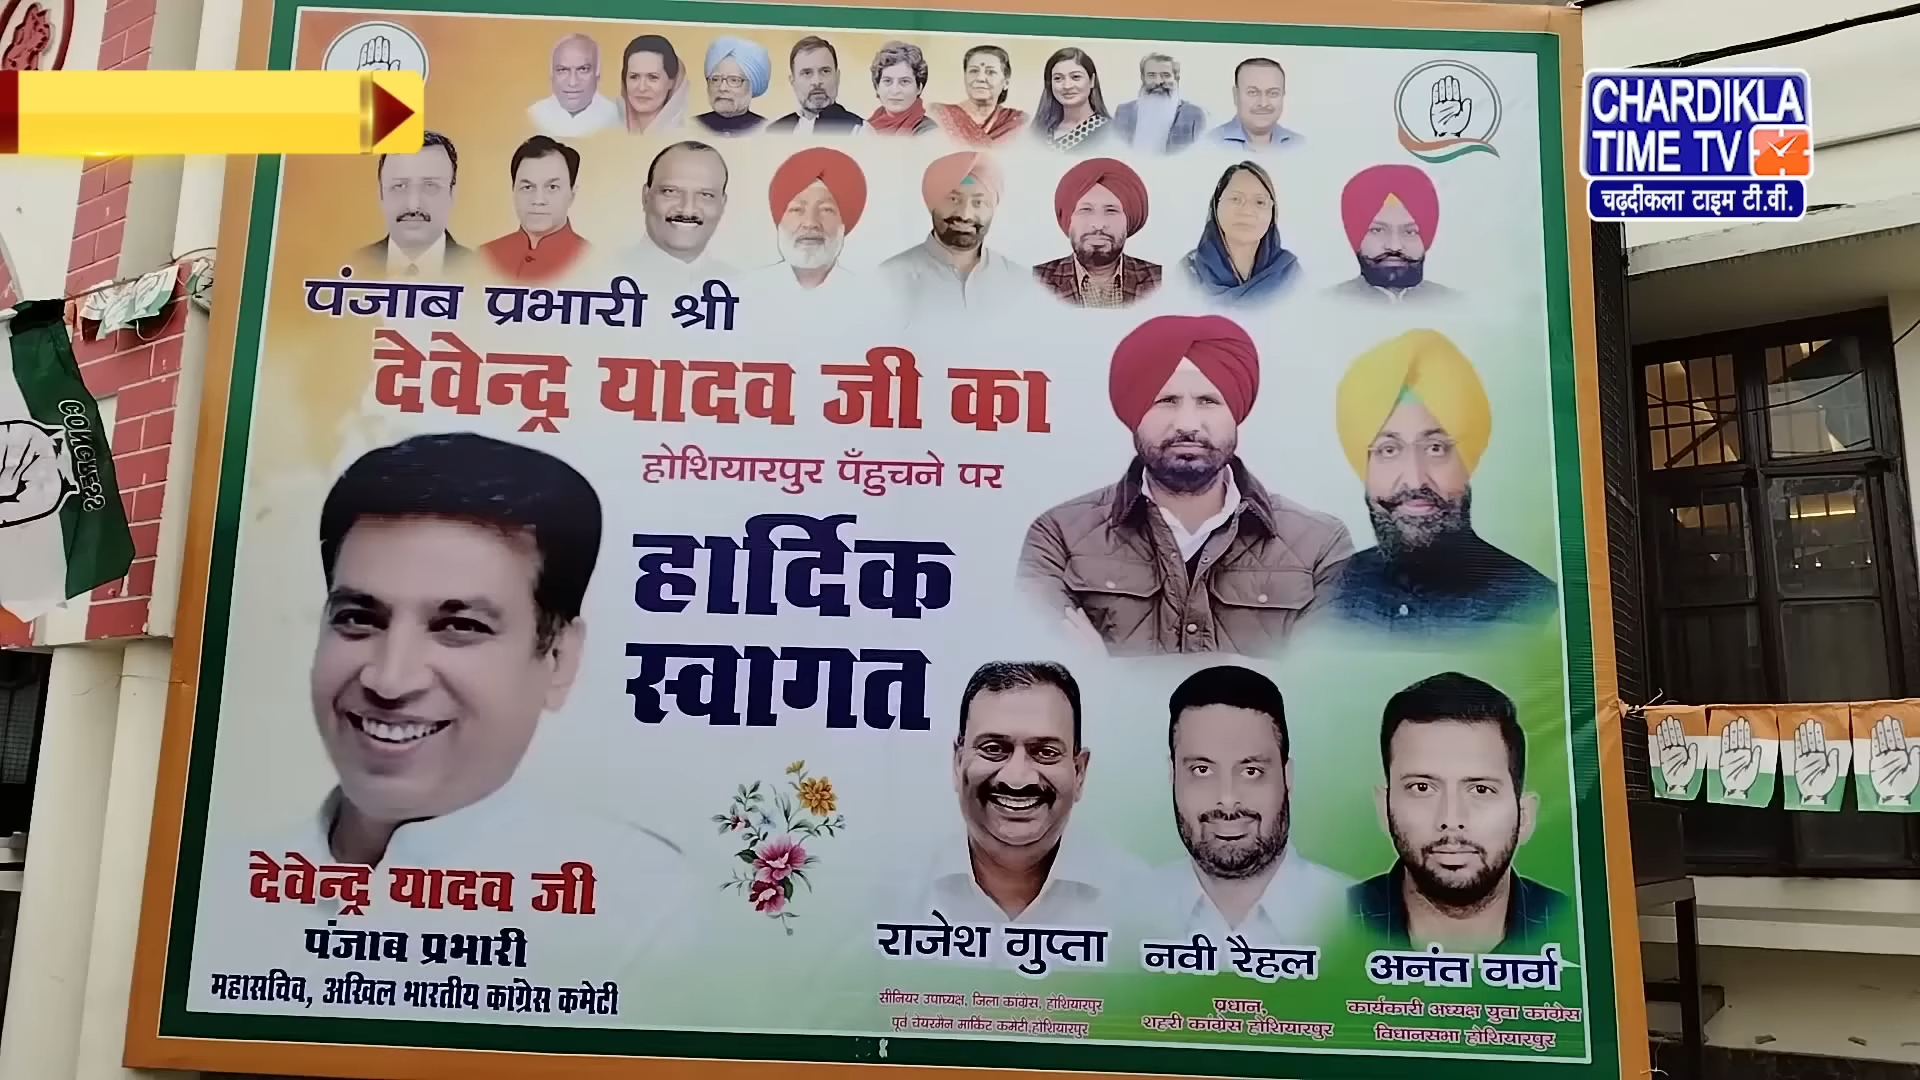 CHARDIKLA
TIME TV
चढ़दीकला टाइम टी.वी.
पंजाब प्रभारी श्री
देवेन्द्र यादव जी का
होशियारपुर पँहुचने पर
हार्दिक
स्वागत
CONGRESS
देवेन्द्र यादव जी
पंजाब प्रभारी
महासचिव, अखिल भारतीय कांग्रेस कमेटी
राजेश गुप्ता
सीनियर उपाध्यक्ष, जिला कांग्रेस, होशियारपुर
पूर्व चेयरमैन मार्किट कमेटी,होशियारपुर
नवी रैहल
प्रधान,
शहरी कांग्रेस होशियारपुर
अनंत गर्ग
कार्यकारी अध्यक्ष युवा कांग्रेस
विधानसभा होशियारपुर